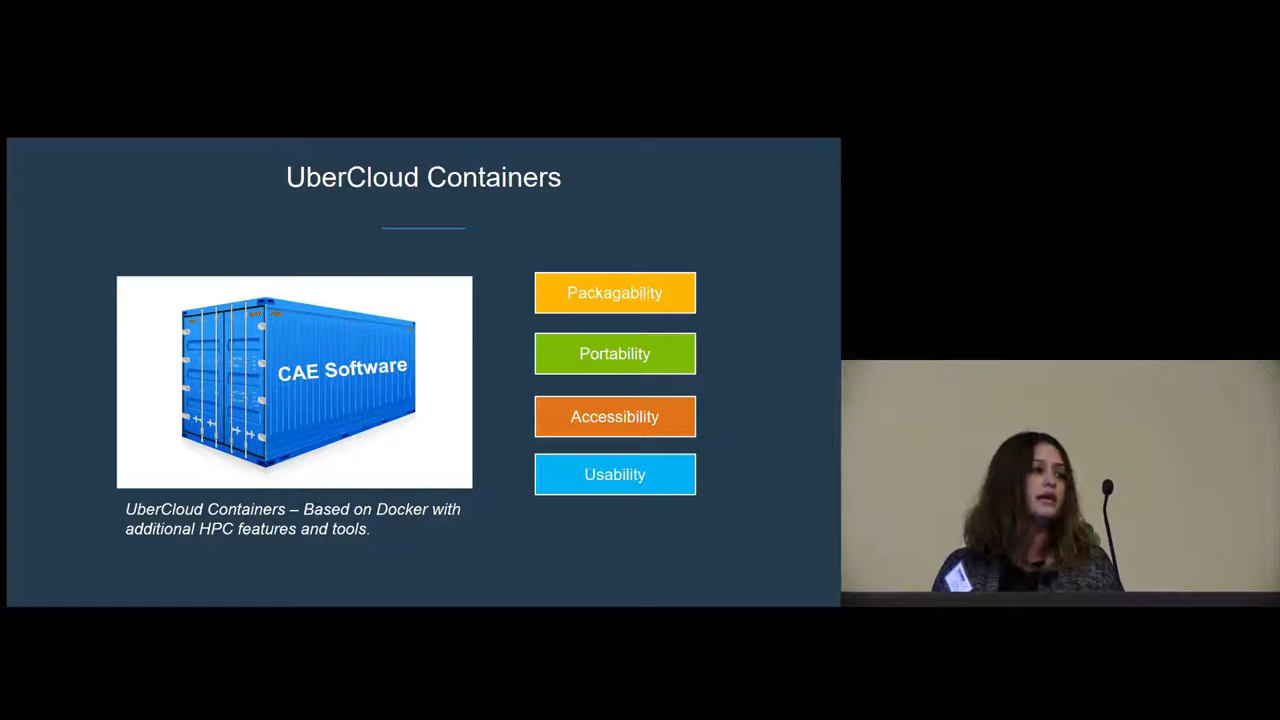 UberCloud Containers
CAE Software
UberCloud Containers – Based on Docker with
additional HPC features and tools.
Packagability
Portability
Accessibility
Usability